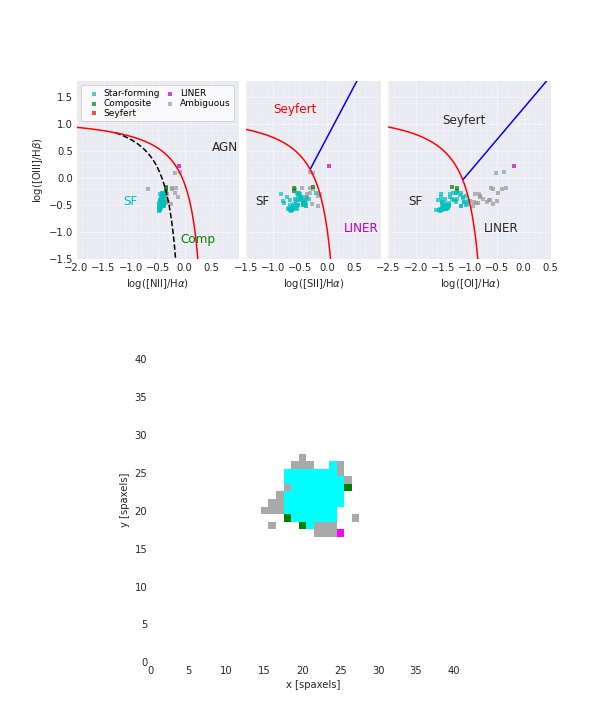 Star-forming LINER
Composite Ambiguous
Seyfert
AGN
SF
Comp
1.5
1.0
0.5
0.0
−0.5
−1.0
−1.5
log([OIII]/Hβ)
−2.0 −1.5 −1.0 −0.5 0.0 0.5
log([NII]/Hα)
Seyfert
SF
LINER
−1.0 −0.5 0.0 0.5
log([SII]/Hα)
Seyfert
SF
LINER
−2.5 −2.0 −1.5 −1.0 −0.5 0.0 0.5
log([OI]/Hα)
40
35
30
25
20
15
10
5
0
y [spaxels]
0 5 10 15 20 25 30 35 40
x [spaxels]